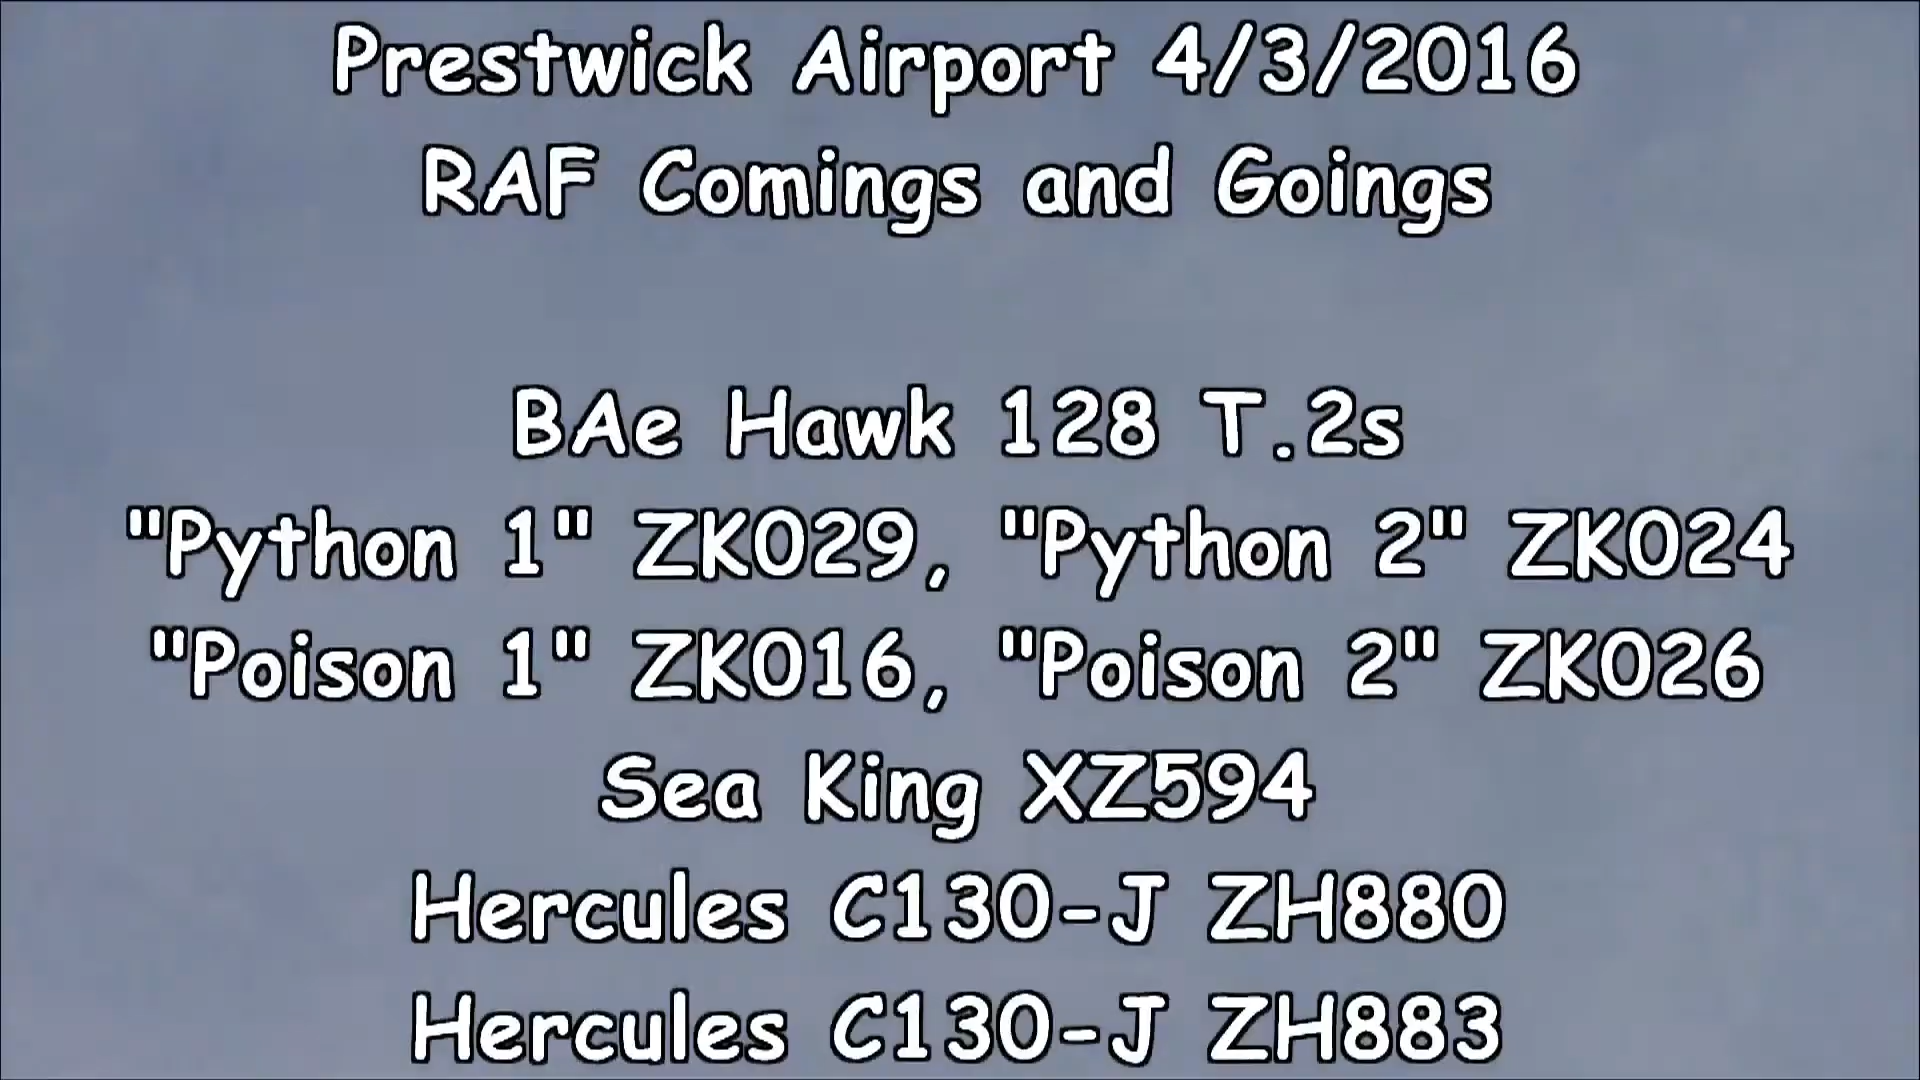 Prestwick Airport 4/3/2016
RAF Comings and Goings
BAe Hawk 128 T.2s
"Python 1" ZK029, "Python 2" ZK024
"Poison 1" ZK016, "Poison 2" ZK026
Sea King XZ594
Hercules C130-J ZH880
Hercules C130-J ZH883